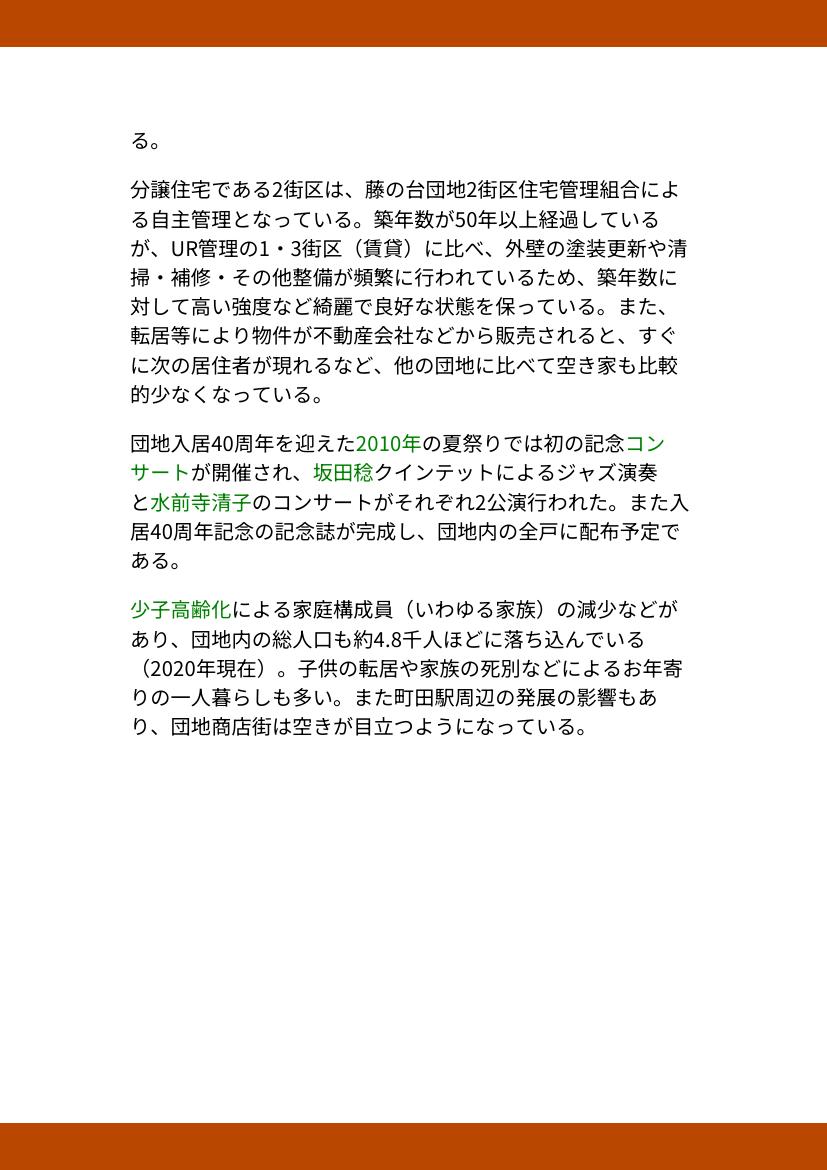 る。
分譲住宅である2街区は、藤の台団地2街区住宅管理組合によ
る自主管理となっている。築年数が50年以上経過している
が、UR管理の1・3街区（賃貸）に比べ、外壁の塗装更新や清
掃・補修・その他整備が頻繁に行われているため、築年数に
対して高い強度など綺麗で良好な状態を保っている。また、
転居等により物件が不動産会社などから販売されると、すぐ
に次の居住者が現れるなど、他の団地に比べて空き家も比較
的少なくなっている。
団地入居40周年を迎えた2010年の夏祭りでは初の記念コン
サートが開催され、坂田稔クインテットによるジャズ演奏
と水前寺清子のコンサートがそれぞれ2公演行われた。また入
居40周年記念の記念誌が完成し、団地内の全戸に配布予定で
ある。
少子高齢化による家庭構成員（いわゆる家族）の減少などが
あり、団地内の総人口も約4.8千人ほどに落ち込んでいる
（2020年現在）。子供の転居や家族の死別などによるお年寄
りの一人暮らしも多い。また町田駅周辺の発展の影響もあ
り、団地商店街は空きが目立つようになっている。